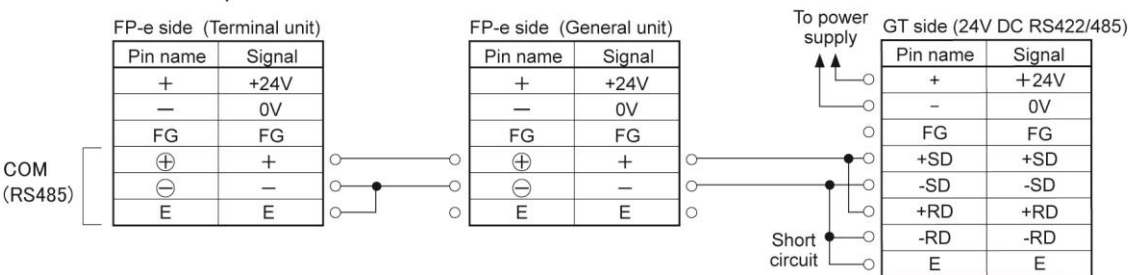 FP-e side (Terminal unit)
Pin name Signal
+ +24V
− 0V
FG FG
⊕ +
⊖ −
E E
COM
(RS485)
FP-e side (General unit)
Pin name Signal
+ +24V
− 0V
FG FG
⊕ +
⊖ −
E E
To power
supply
GT side (24V DC RS422/485)
Pin name Signal
+ +24V
− 0V
FG FG
+SD +SD
-SD -SD
+RD +RD
-RD -RD
E E
Short
circuit